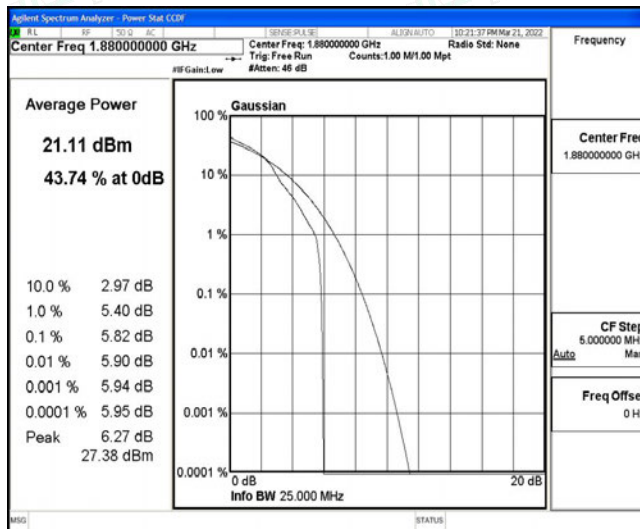 Agilent Spectrum Analyzer - Power Stat CCDF
RL RF 50 Ω AC SENSE:PULSE ALIGN AUTO 10:21:37 PM Mar 21, 2022
Center Freq 1.880000000 GHz
Center Freq: 1.880000000 GHz Radio Std: None
Trig: Free Run Counts:1.00 M/1.00 Mpt
#IFGain:Low #Atten: 46 dB
Frequency
Average Power
21.11 dBm
43.74 % at 0dB
10.0 % 2.97 dB
1.0 % 5.40 dB
0.1 % 5.82 dB
0.01 % 5.90 dB
0.001 % 5.94 dB
0.0001 % 5.95 dB
Peak 6.27 dB
27.38 dBm
Gaussian
100 %
10 %
1 %
0.1 %
0.01 %
0.001 %
0.0001 %
0 dB 20 dB
Info BW 25.000 MHz
Center Fre
1.880000000 GH
CF Step
5.000000 MH
Auto Ma
Freq Offse
0 H
MSG STATUS